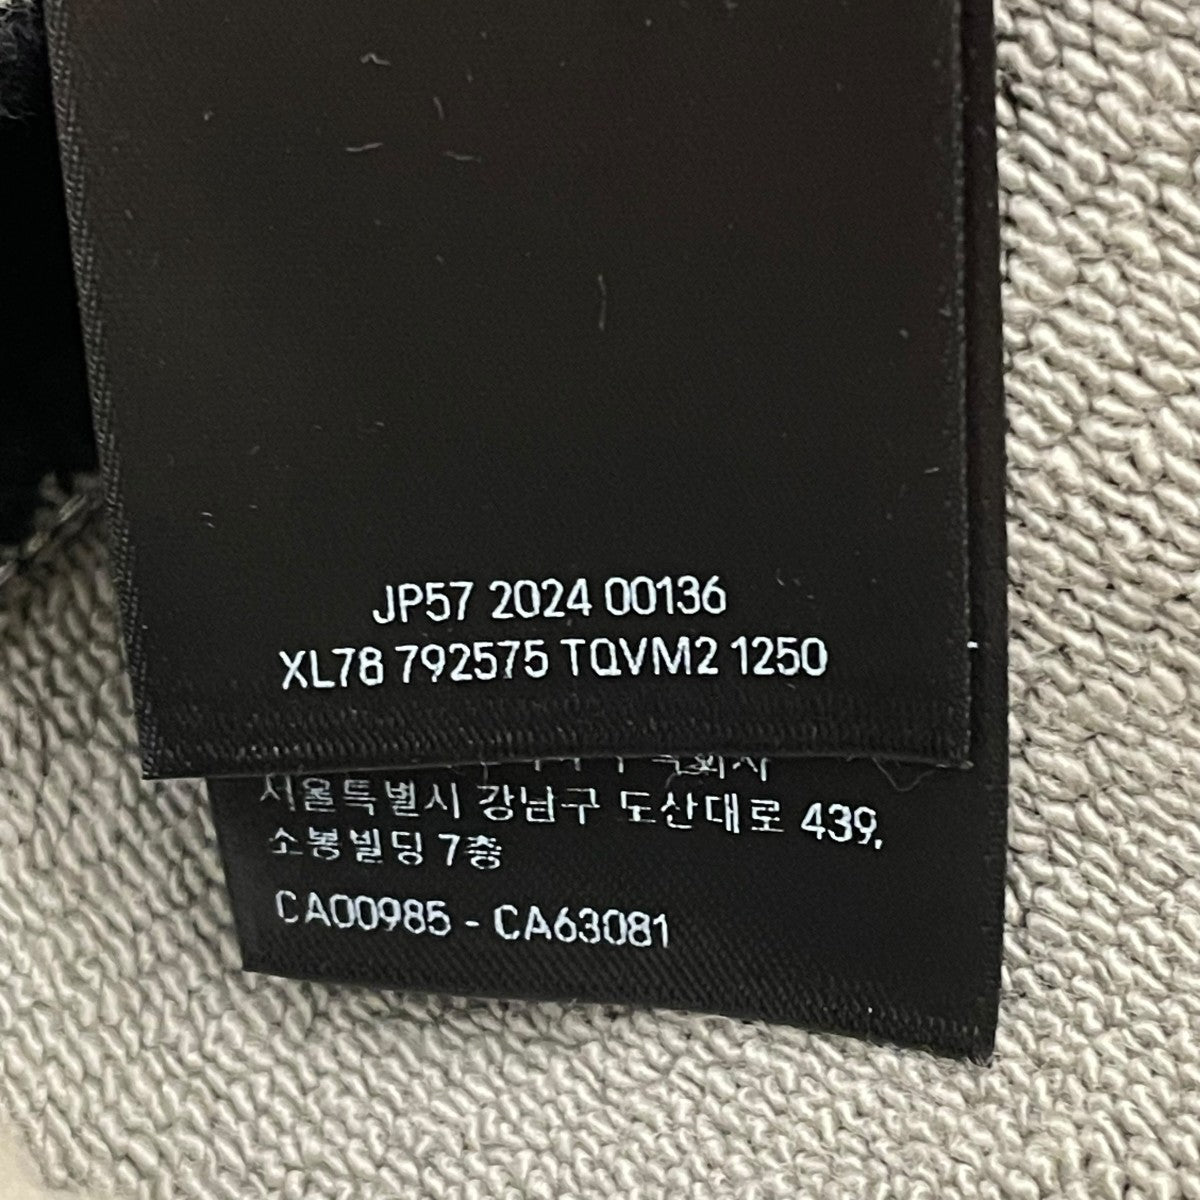 JP57 2024 00136
XL78 792575 TQVM2 1250
서울특별시 강남구 도산대로 439,
소봉빌딩 7층
CA00985 - CA63081